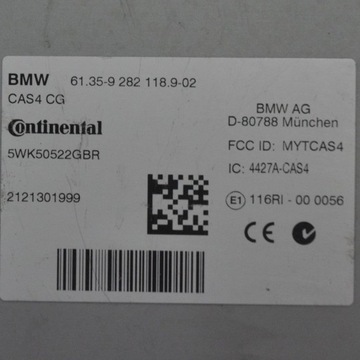 BMW 61.35-9 282 118.9-02
CAS4 CG
Continental
5WK50522GBR
2121301999
BMW AG
D-80788 München
FCC ID: MYTCAS4
IC: 4427A-CAS4
E1 116RI - 00 0056
CE